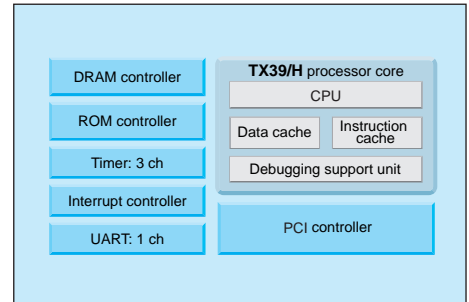 DRAM controller
ROM controller
Timer: 3 ch
Interrupt controller
UART: 1 ch
TX39/H processor core
CPU
Data cache
Instruction
cache
Debugging support unit
PCI controller